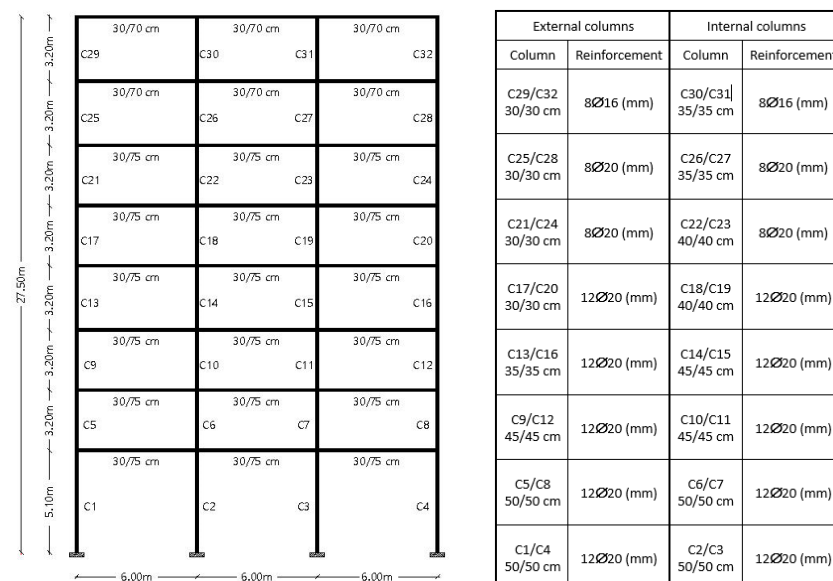 30/70 cm 30/70 cm 30/70 cm
C29 C30 C31 C32
3.20m
30/70 cm 30/70 cm 30/70 cm
C25 C26 C27 C28
3.20m
30/75 cm 30/75 cm 30/75 cm
C21 C22 C23 C24
3.20m
30/75 cm 30/75 cm 30/75 cm
C17 C18 C19 C20
3.20m
30/75 cm 30/75 cm 30/75 cm
C13 C14 C15 C16
3.20m
30/75 cm 30/75 cm 30/75 cm
C9 C10 C11 C12
3.20m
30/75 cm 30/75 cm 30/75 cm
C5 C6 C7 C8
3.20m
30/75 cm 30/75 cm 30/75 cm
C1 C2 C3 C4
5.10m
27.50m
6.00m 6.00m 6.00m
External columns Internal columns
Column Reinforcement Column Reinforcement
C29/C32 C30/C31
30/30 cm 8Ø16 (mm) 35/35 cm 8Ø16 (mm)
C25/C28 C26/C27
30/30 cm 8Ø20 (mm) 35/35 cm 8Ø20 (mm)
C21/C24 C22/C23
30/30 cm 8Ø20 (mm) 40/40 cm 8Ø20 (mm)
C17/C20 C18/C19
30/30 cm 12Ø20 (mm) 40/40 cm 12Ø20 (mm)
C13/C16 C14/C15
35/35 cm 12Ø20 (mm) 45/45 cm 12Ø20 (mm)
C9/C12 C10/C11
45/45 cm 12Ø20 (mm) 45/45 cm 12Ø20 (mm)
C5/C8 C6/C7
50/50 cm 12Ø20 (mm) 50/50 cm 12Ø20 (mm)
C1/C4 C2/C3
50/50 cm 12Ø20 (mm) 50/50 cm 12Ø20 (mm)